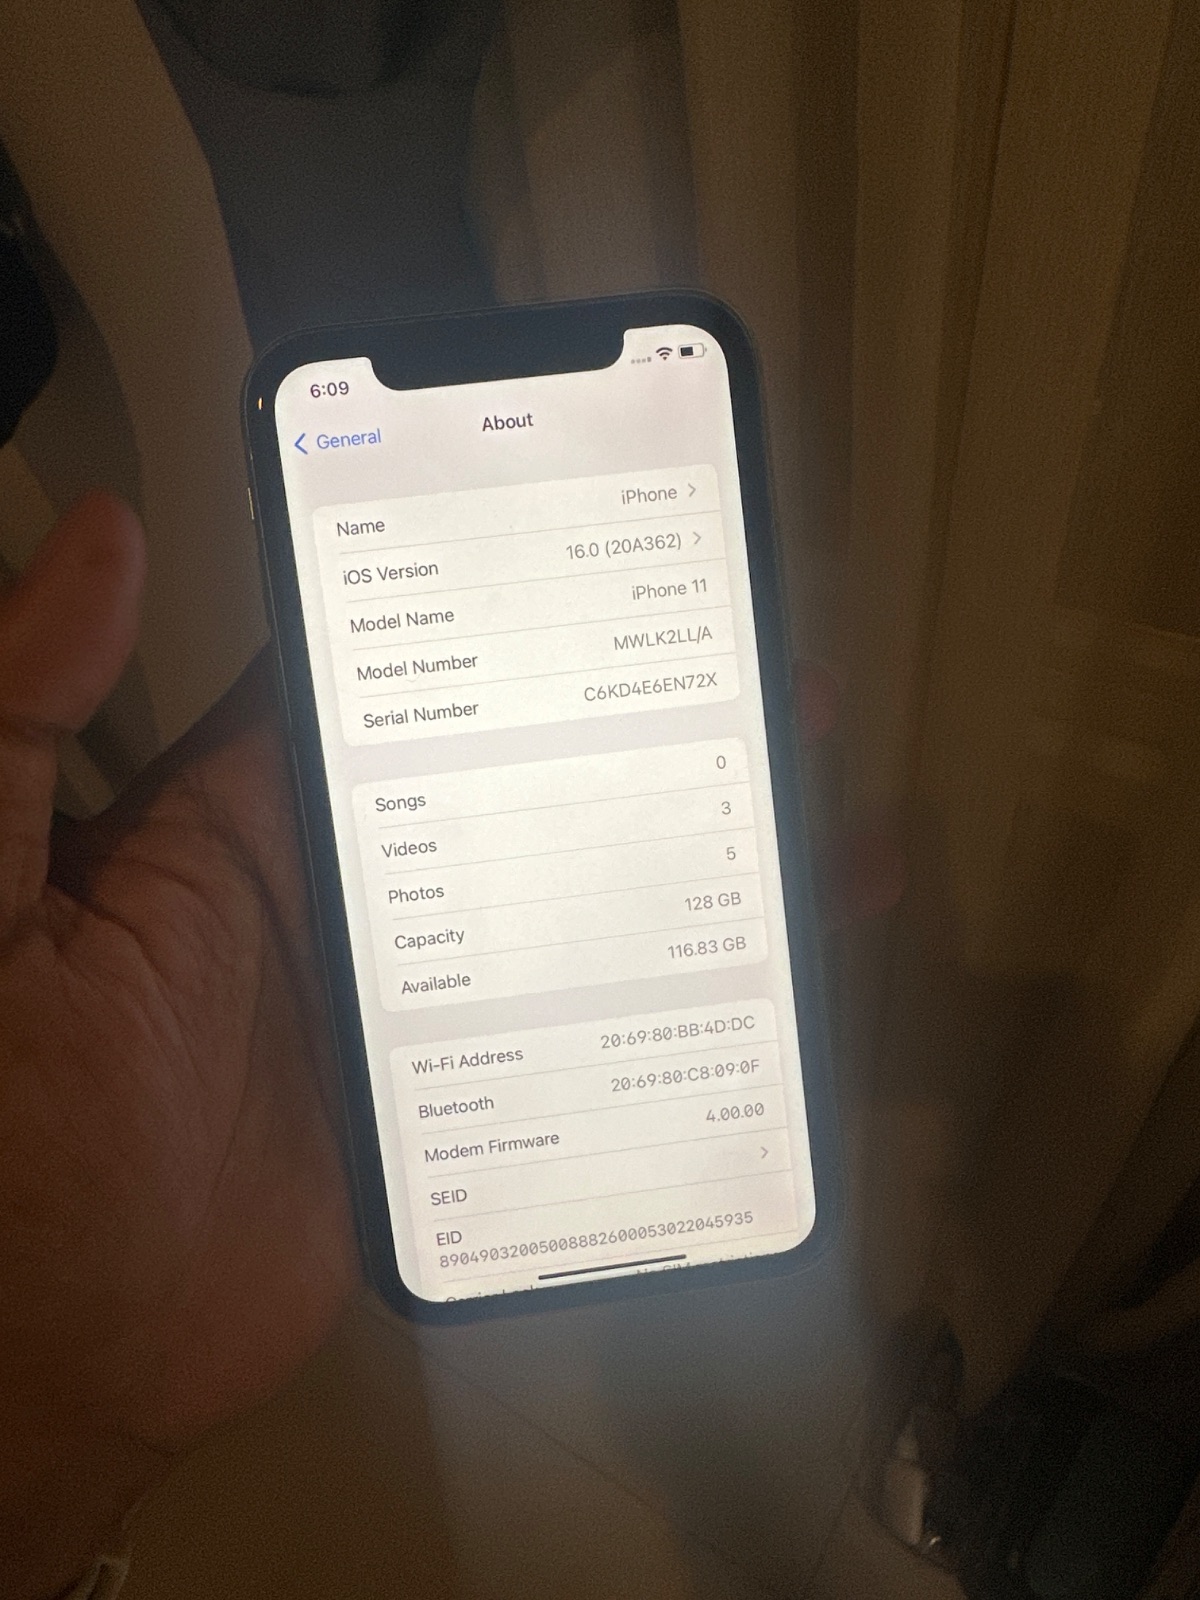 6:09
General
About
Name iPhone
iOS Version 16.0 (20A362)
Model Name iPhone 11
Model Number MWLK2LL/A
Serial Number C6KD4E6EN72X
Songs 0
Videos 3
Photos 5
Capacity 128 GB
Available 116.83 GB
Wi-Fi Address 20:69:80:BB:4D:DC
Bluetooth 20:69:80:C8:09:0F
Modem Firmware 4.00.00
SEID
EID
89049032005008882600053022045935